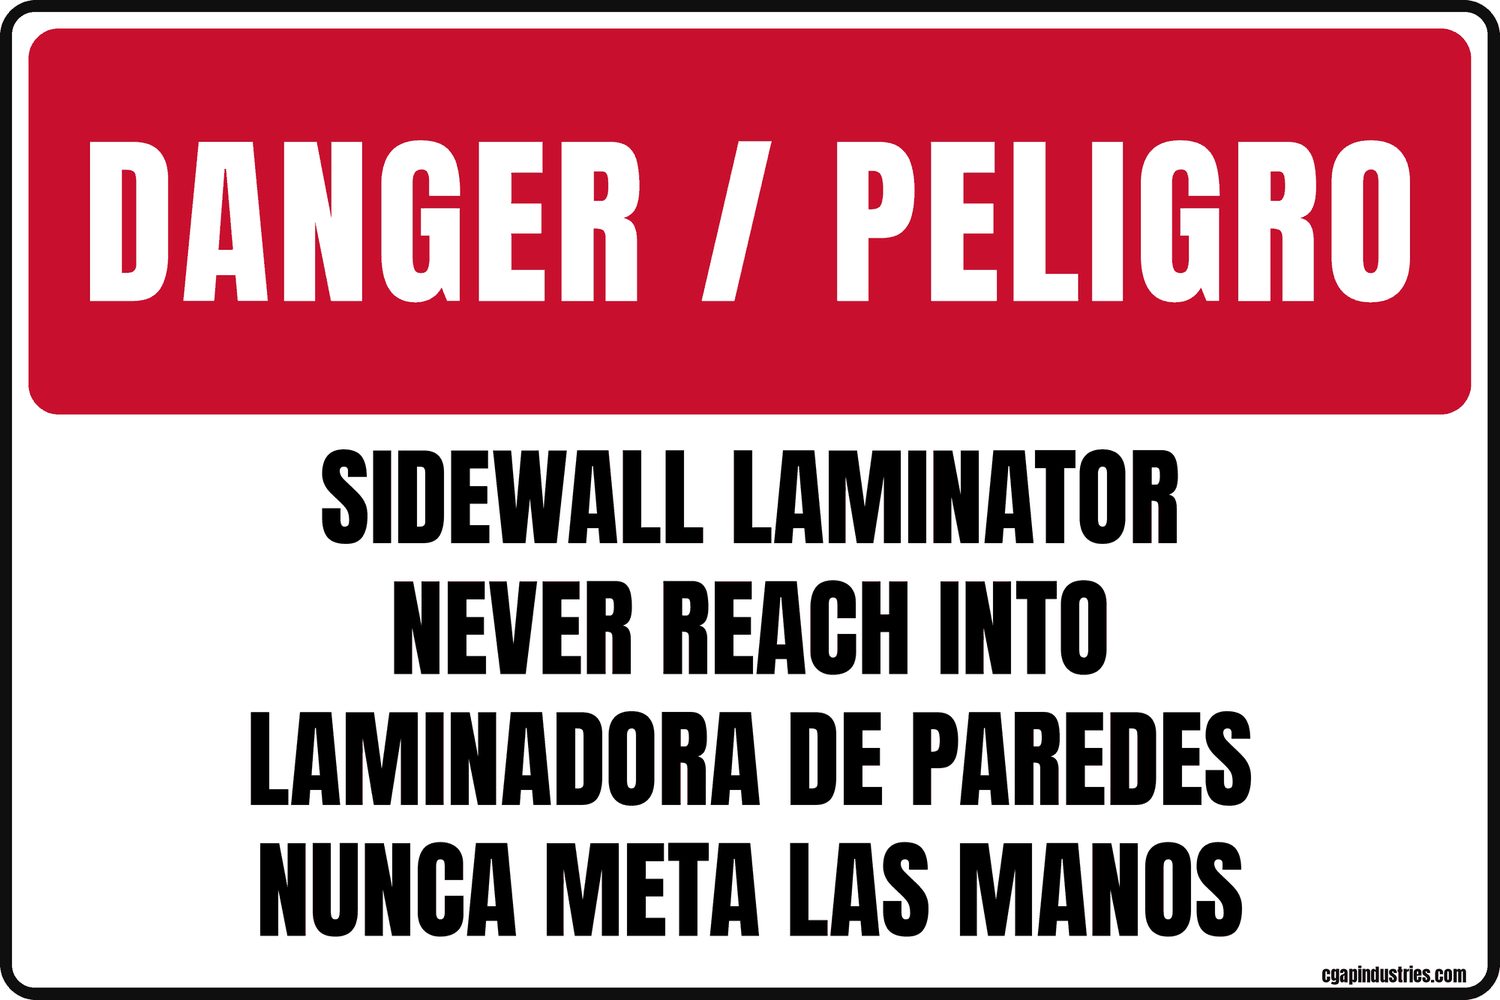 DANGER / PELIGRO
SIDEWALL LAMINATOR
NEVER REACH INTO
LAMINADORA DE PAREDES
NUNCA META LAS MANOS
cgapindustries.com